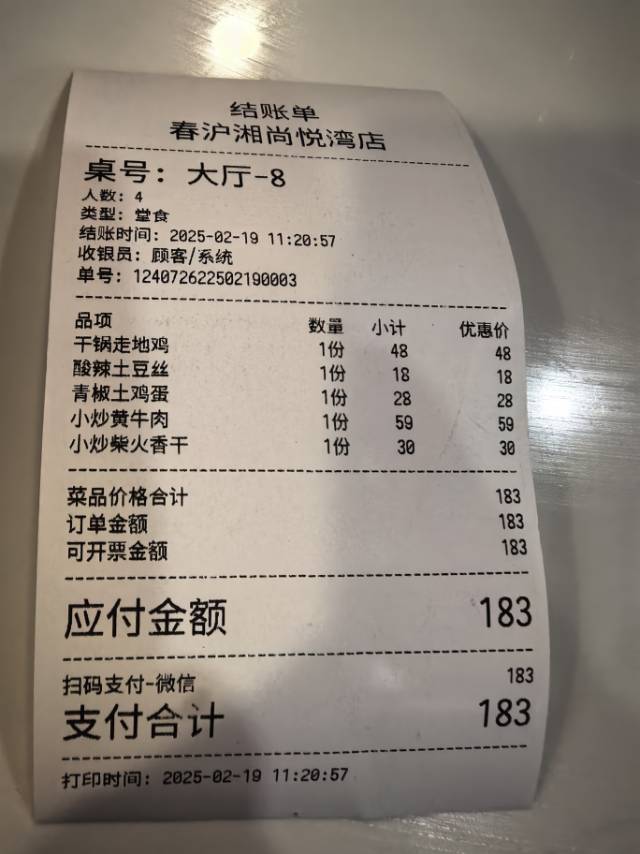 结账单
春沪湘尚悦湾店
桌号：大厅-8
人数：4
类型：堂食
结账时间：2025-02-19 11:20:57
收银员：顾客/系统
单号：124072622502190003
品项 数量 小计 优惠价
干锅走地鸡 1份 48 48
酸辣土豆丝 1份 18 18
青椒土鸡蛋 1份 28 28
小炒黄牛肉 1份 59 59
小炒柴火香干 1份 30 30
菜品价格合计 183
订单金额 183
可开票金额 183
应付金额 183
扫码支付-微信 183
支付合计 183
打印时间：2025-02-19 11:20:57